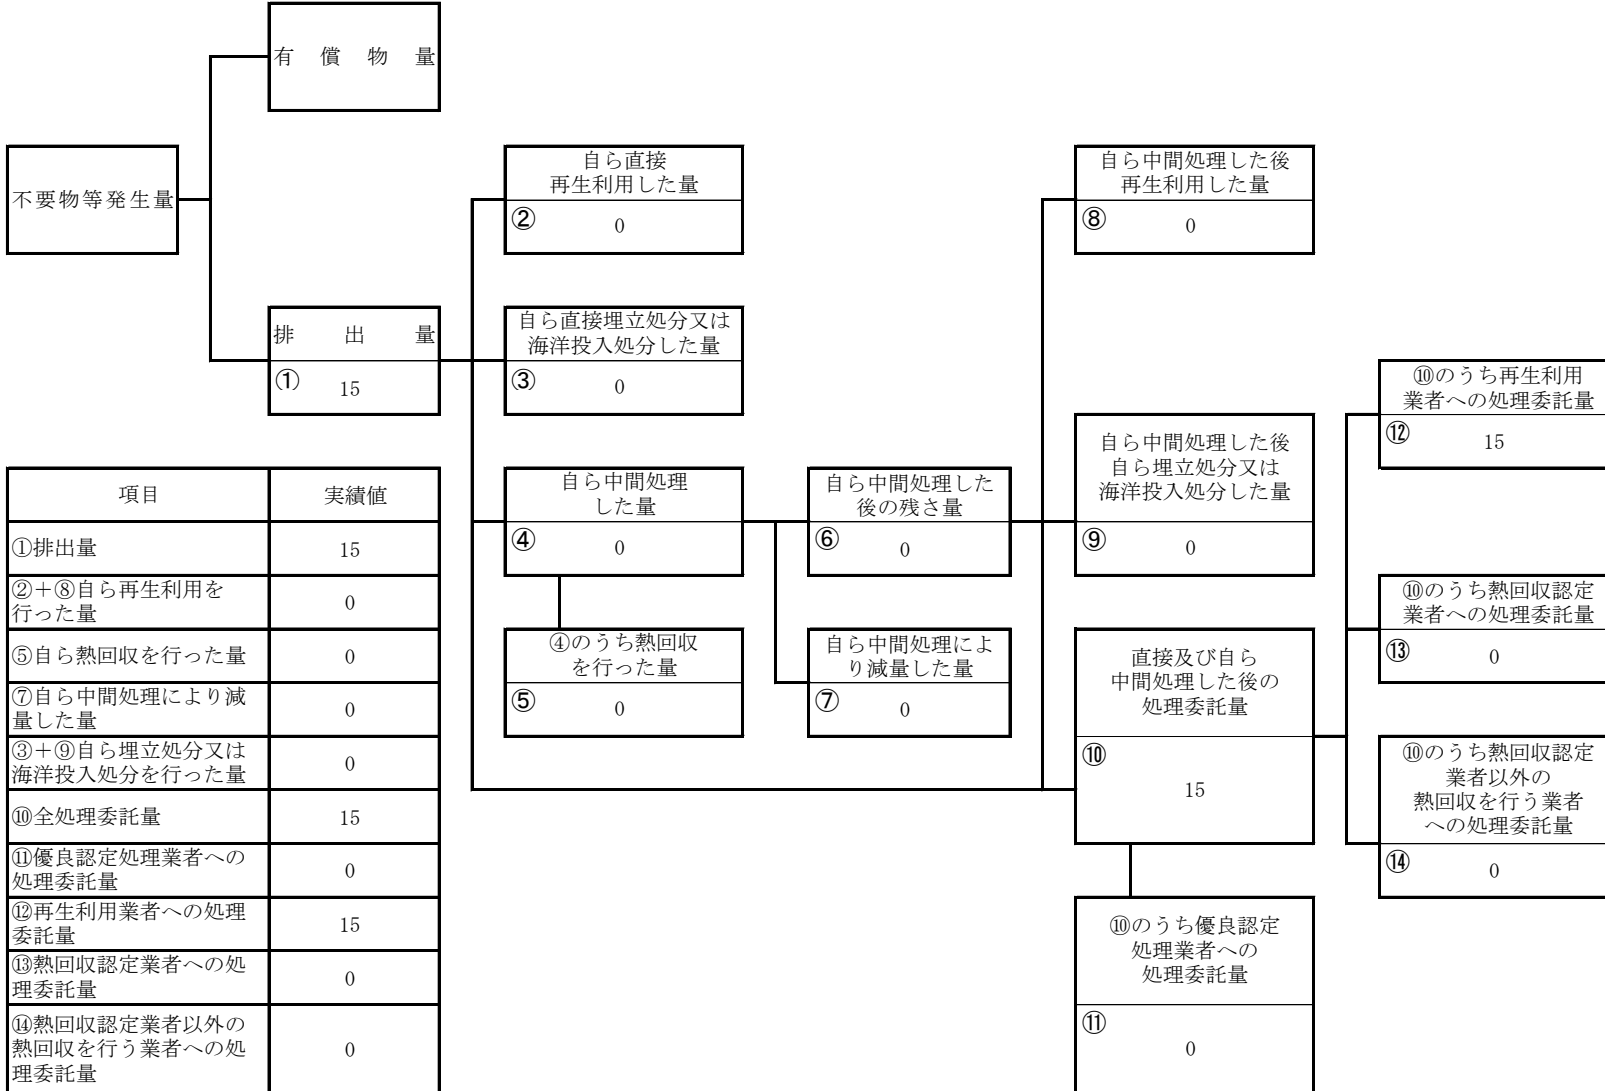 有償物量
不要物等発生量
排出量
①
15
自ら直接
再生利用した量
②
0
自ら直接埋立処分又は
海洋投入処分した量
③
0
自ら中間処理
した量
④
0
④のうち熱回収
を行った量
⑤
0
自ら中間処理した
後の残さ量
⑥
0
自ら中間処理によ
り減量した量
⑦
0
自ら中間処理した後
再生利用した量
⑧
0
自ら中間処理した後
自ら埋立処分又は
海洋投入処分した量
⑨
0
直接及び自ら
中間処理した後の
処理委託量
⑩
15
⑩のうち優良認定
処理業者への
処理委託量
⑪
0
⑩のうち再生利用
業者への処理委託量
⑫
15
⑩のうち熱回収認定
業者への処理委託量
⑬
0
⑩のうち熱回収認定
業者以外の
熱回収を行う業者
への処理委託量
⑭
0
項目 実績値
①排出量 15
②+⑧自ら再生利用を
行った量 0
⑤自ら熱回収を行った量 0
⑦自ら中間処理により減
量した量 0
③+⑨自ら埋立処分又は
海洋投入処分を行った量 0
⑩全処理委託量 15
⑪優良認定処理業者への
処理委託量 0
⑫再生利用業者への処理
委託量 15
⑬熱回収認定業者への処
理委託量 0
⑭熱回収認定業者以外の
熱回収を行う業者への処
理委託量 0